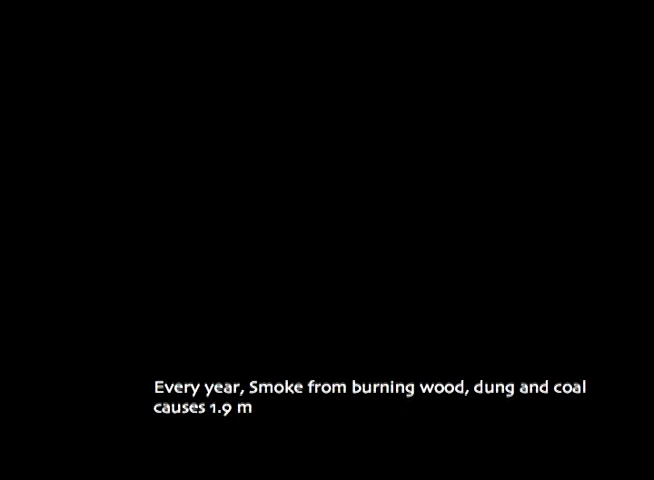 Every year, Smoke from burning wood, dung and coal
causes 1.9 m